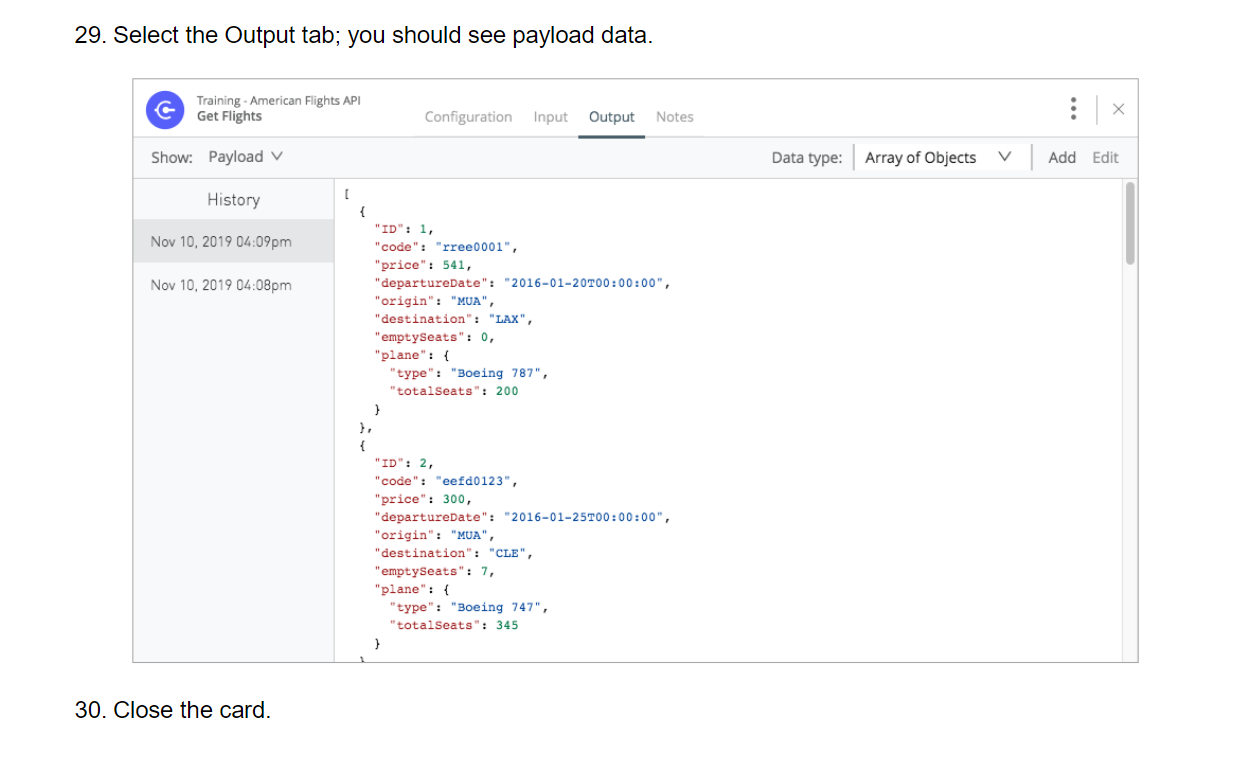 29. Select the Output tab; you should see payload data.
Training - American Flights API
Get Flights
Configuration Input Output Notes
Show: Payload
Data type: Array of Objects Add Edit
History
Nov 10, 2019 04:09pm
Nov 10, 2019 04:08pm
[
{
"ID": 1,
"code": "rree0001",
"price": 541,
"departureDate": "2016-01-20T00:00:00",
"origin": "MUA",
"destination": "LAX",
"emptySeats": 0,
"plane": {
"type": "Boeing 787",
"totalSeats": 200
}
},
{
"ID": 2,
"code": "eefd0123",
"price": 300,
"departureDate": "2016-01-25T00:00:00",
"origin": "MUA",
"destination": "CLE",
"emptySeats": 7,
"plane": {
"type": "Boeing 747",
"totalSeats": 345
}
30. Close the card.